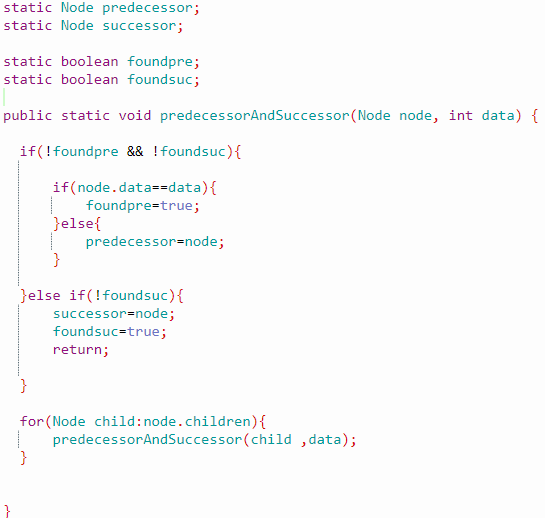 static Node predecessor;
static Node successor;
static boolean foundpre;
static boolean foundsuc;
public static void predecessorAndSuccessor(Node node, int data) {
if(!foundpre && !foundsuc){
if(node.data==data){
foundpre=true;
}else{
predecessor=node;
}
}else if(!foundsuc){
successor=node;
foundsuc=true;
return;
}
for(Node child:node.children){
predecessorAndSuccessor(child ,data);
}
}